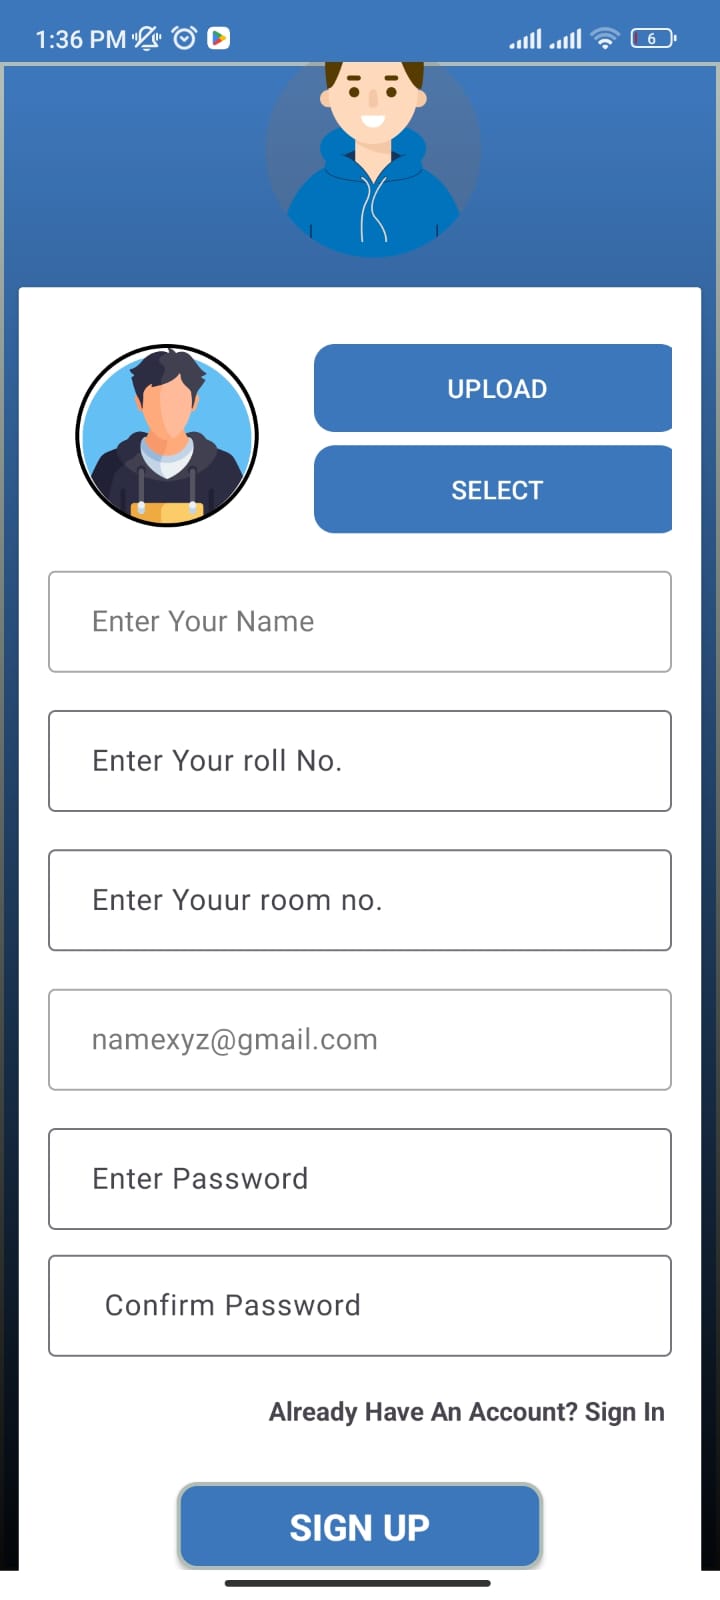 1:36 PM
6
UPLOAD
SELECT
Enter Your Name
Enter Your roll No.
Enter Youur room no.
namexyz@gmail.com
Enter Password
Confirm Password
Already Have An Account? Sign In
SIGN UP